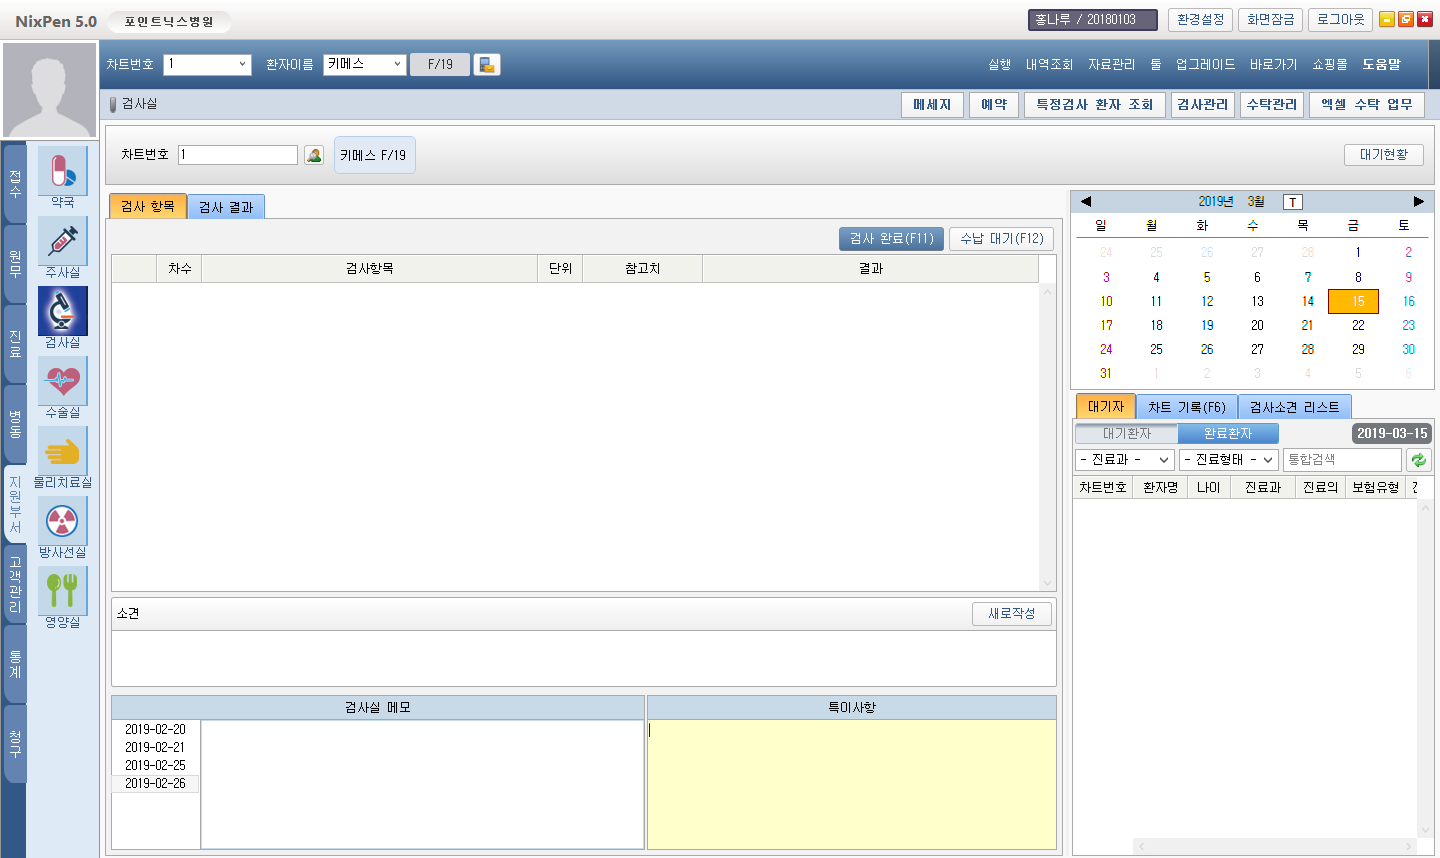 NixPen 5.0 포인트닉스병원 홍나루 / 20180103 환경설정 화면잠금 로그아웃
차트번호 1 환자이름 키메스 F/19 실행 내역조회 자료관리 툴 업그레이드 바로가기 쇼핑몰 도움말
검사실 메세지 예약 특정검사 환자 조회 검사관리 수탁관리 엑셀 수탁 업무
접수
원무
진료
병동
지원부서
고객관리
통계
청구
약국
주사실
검사실
수술실
물리치료실
방사선실
영양실
차트번호 1 키메스 F/19 대기현황
검사 항목 검사 결과
검사 완료(F11) 수납 대기(F12)
차수 검사항목 단위 참고치 결과
소견 새로작성
검사실 메모 특이사항
2019-02-20
2019-02-21
2019-02-25
2019-02-26
2019년 3월 T
일 월 화 수 목 금 토
24 25 26 27 28 1 2
3 4 5 6 7 8 9
10 11 12 13 14 15 16
17 18 19 20 21 22 23
24 25 26 27 28 29 30
31 1 2 3 4 5 6
대기자 차트 기록(F6) 검사소견 리스트
대기환자 완료환자 2019-03-15
- 진료과 - - 진료형태 - 통합검색
차트번호 환자명 나이 진료과 진료의 보험유형